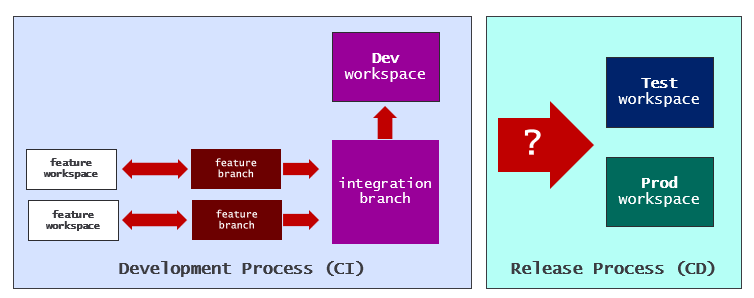 Dev
workspace
feature
workspace
feature
branch
integration
branch
feature
workspace
feature
branch
Development Process (CI)
?
Test
workspace
Prod
workspace
Release Process (CD)